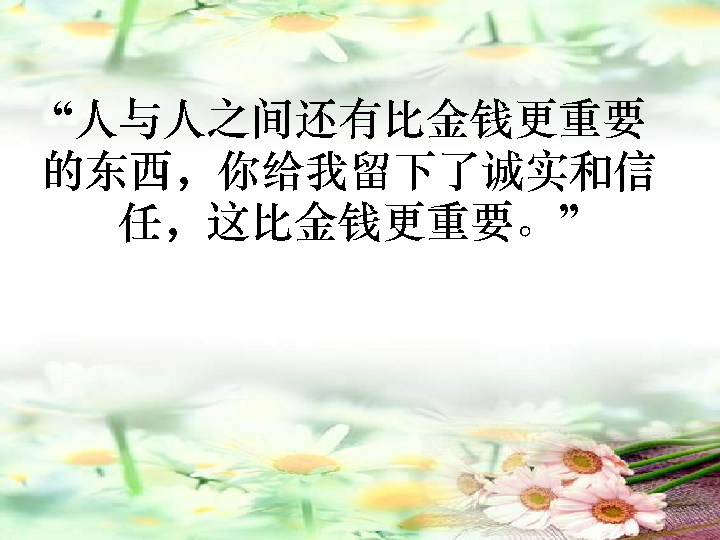 “人与人之间还有比金钱更重要
的东西，你给我留下了诚实和信
任，这比金钱更重要。”